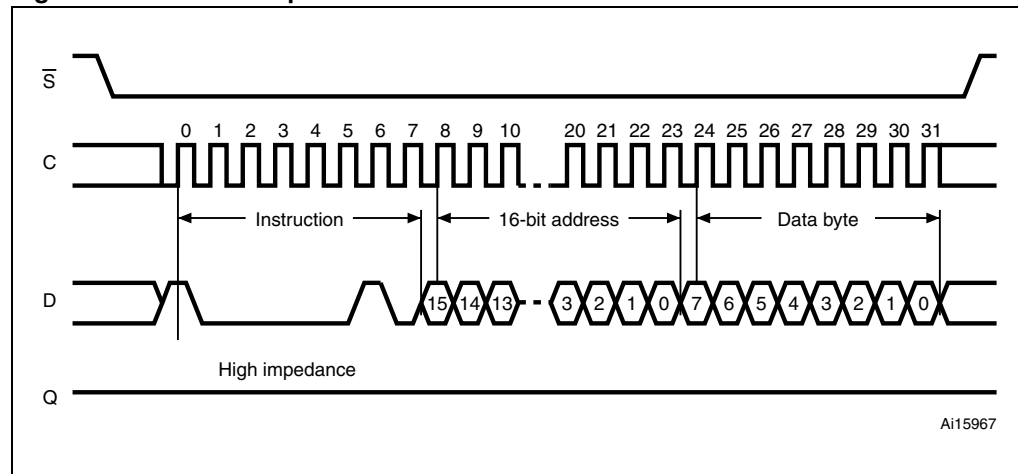 S
0 1 2 3 4 5 6 7 8 9 10 20 21 22 23 24 25 26 27 28 29 30 31
C
Instruction 16-bit address Data byte
D
15 14 13 3 2 1 0 7 6 5 4 3 2 1 0
High impedance
Q
Ai15967